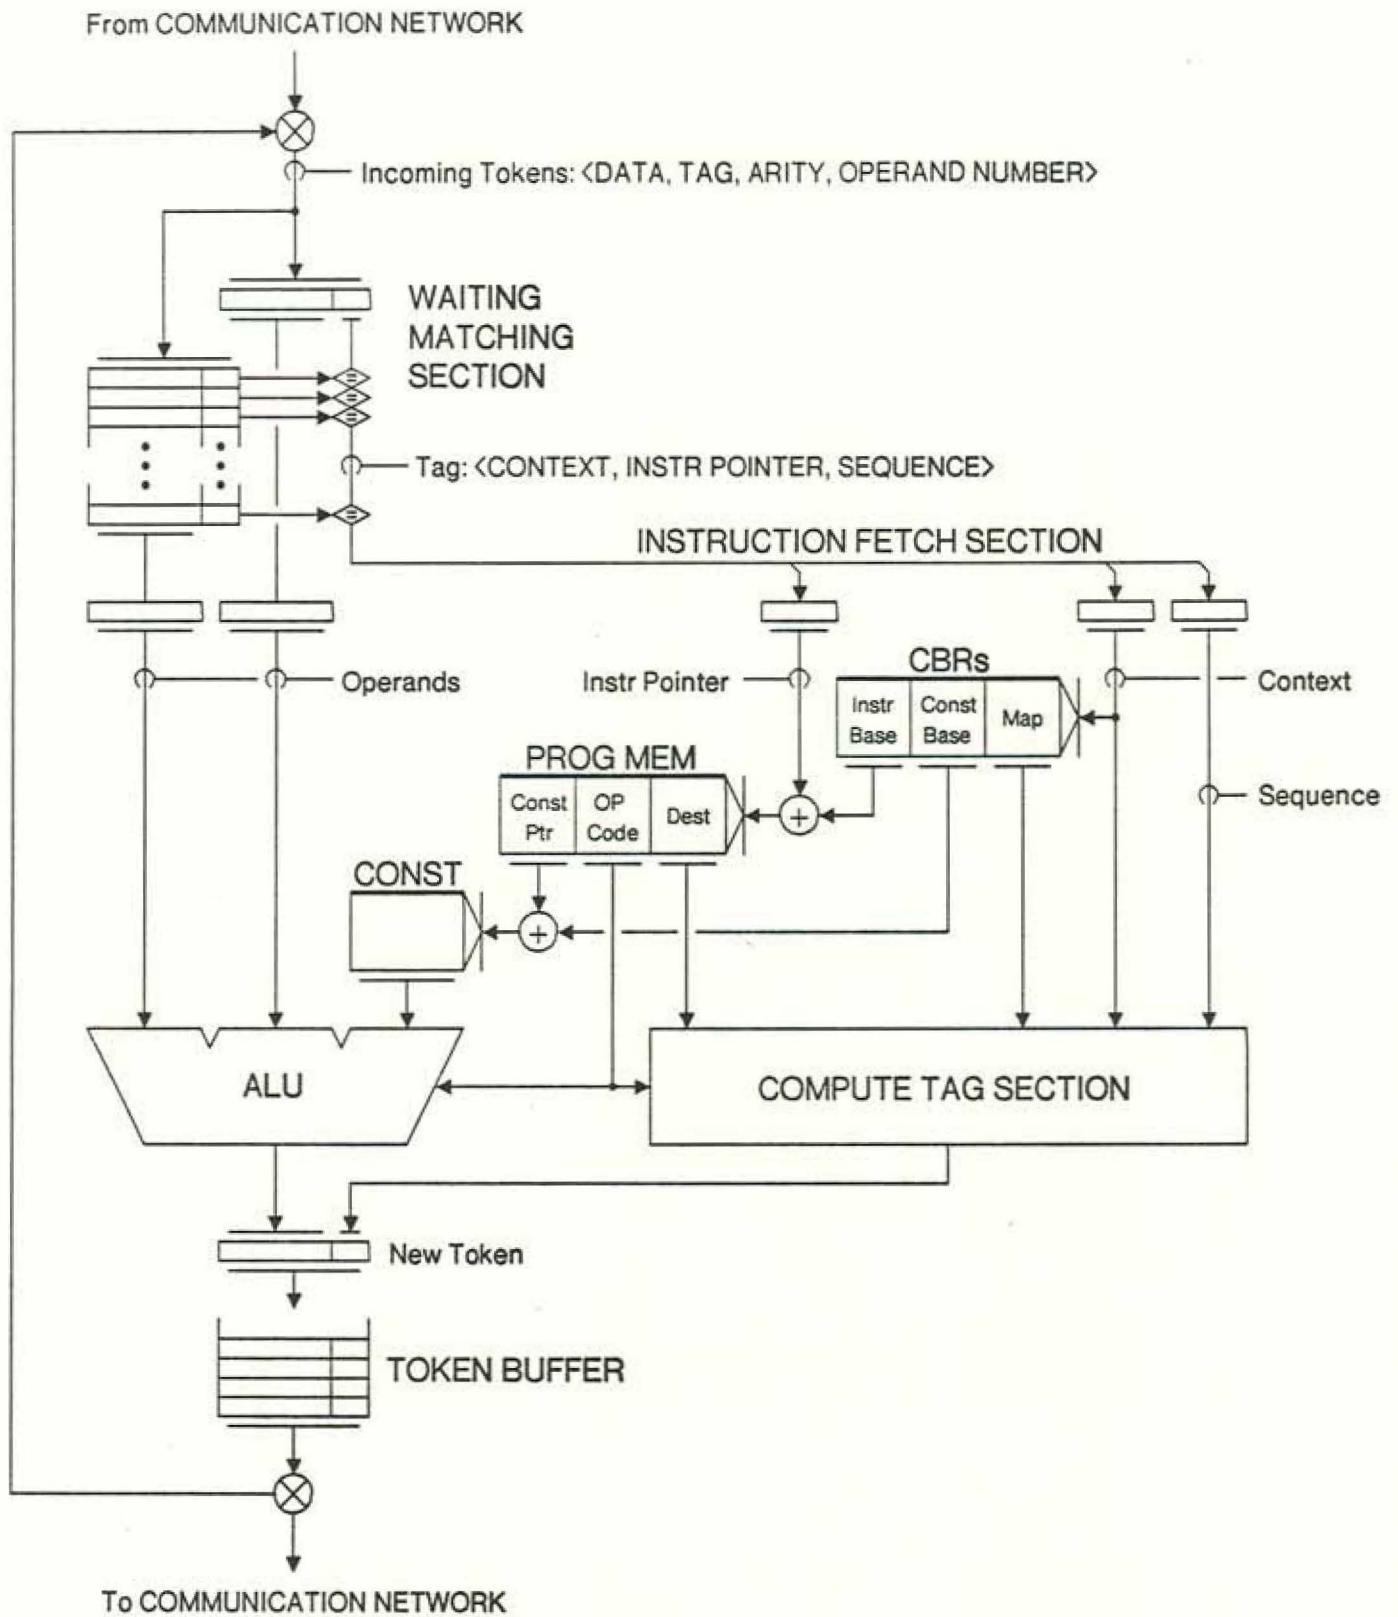 From COMMUNICATION NETWORK
Incoming Tokens: <DATA, TAG, ARITY, OPERAND NUMBER>
WAITING
MATCHING
SECTION
=
=
=
Tag: <CONTEXT, INSTR POINTER, SEQUENCE>
=
INSTRUCTION FETCH SECTION
Operands
Instr Pointer
CBRs
Context
Instr
Base
Const
Base
Map
PROG MEM
Sequence
Const
Ptr
OP
Code
Dest
+
CONST
+
ALU
COMPUTE TAG SECTION
New Token
TOKEN BUFFER
To COMMUNICATION NETWORK